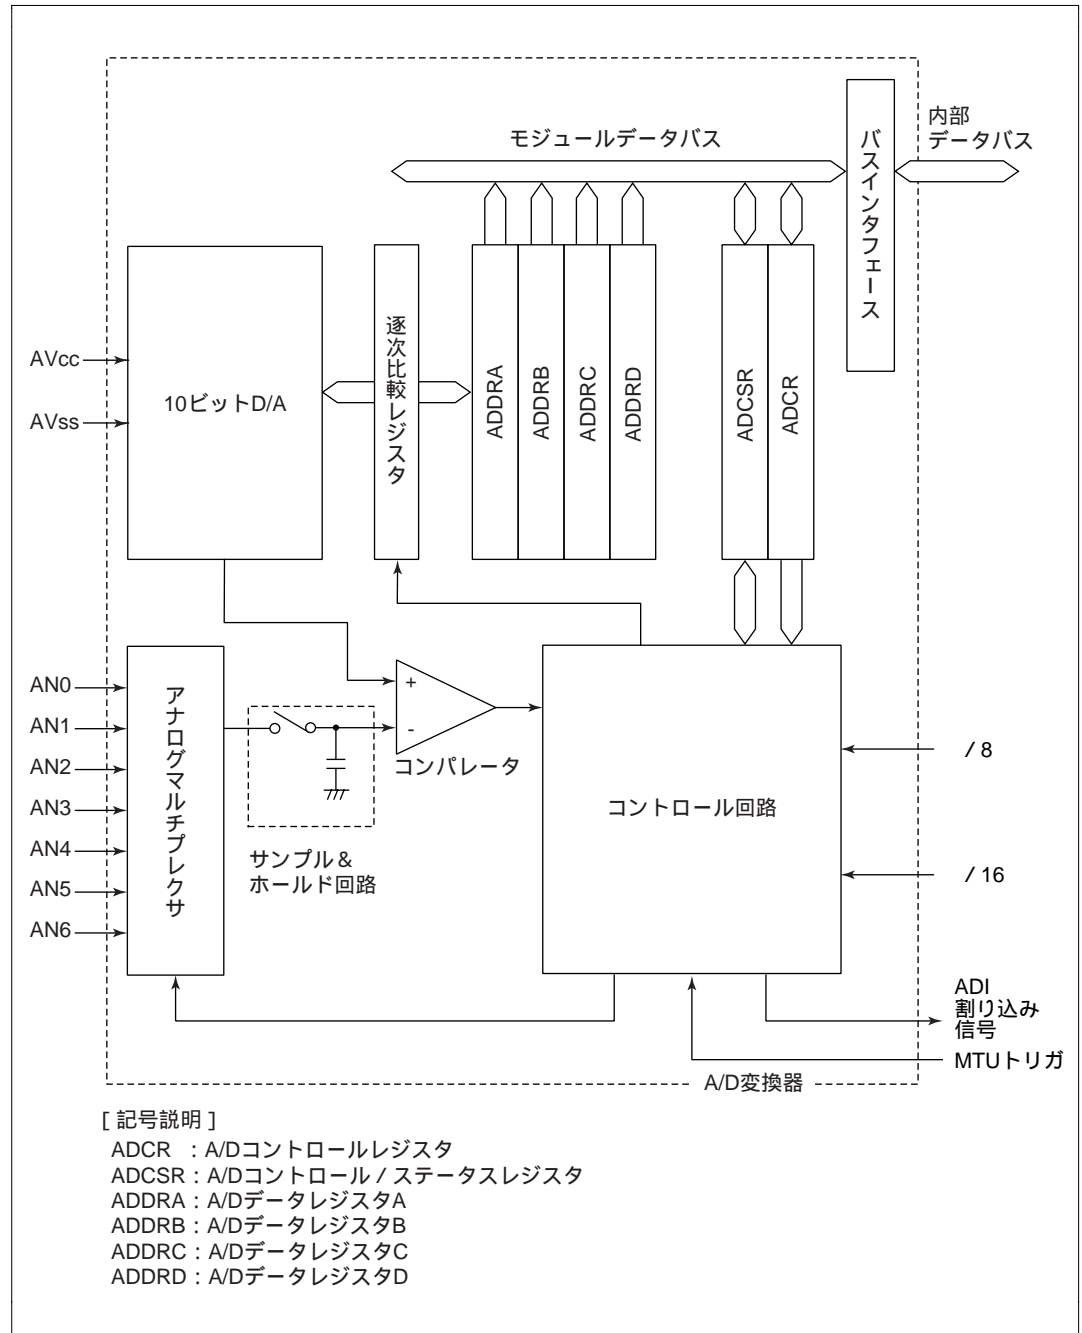 内部
データバス
モジュールデータバス
バスインタフェース
AVcc
AVss
10ビットD/A
逐次比較レジスタ
ADDRA
ADDRB
ADDRC
ADDRD
ADCSR
ADCR
AN0
AN1
AN2
AN3
AN4
AN5
AN6
アナログマルチプレクサ
+
-
コンパレータ
サンプル&
ホールド回路
コントロール回路
/ 8
/ 16
ADI
割り込み
信号
MTUトリガ
A/D変換器
[ 記号説明 ]
ADCR : A/Dコントロールレジスタ
ADCSR : A/Dコントロール / ステータスレジスタ
ADDRA : A/DデータレジスタA
ADDRB : A/DデータレジスタB
ADDRC : A/DデータレジスタC
ADDRD : A/DデータレジスタD